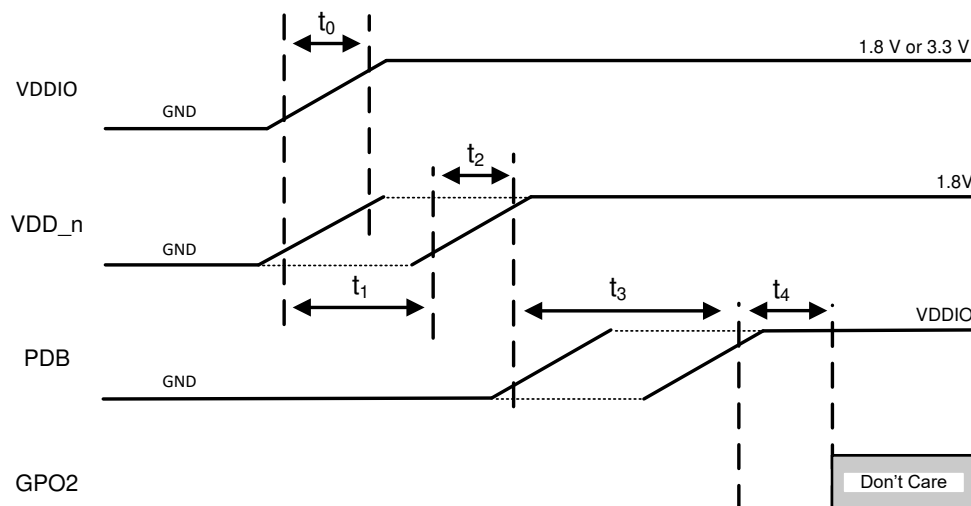 t0
1.8 V or 3.3 V
VDDIO
GND
t2
1.8V
VDD_n
GND
t1
t3
t4
VDDIO
PDB
GND
GPO2
Don't Care